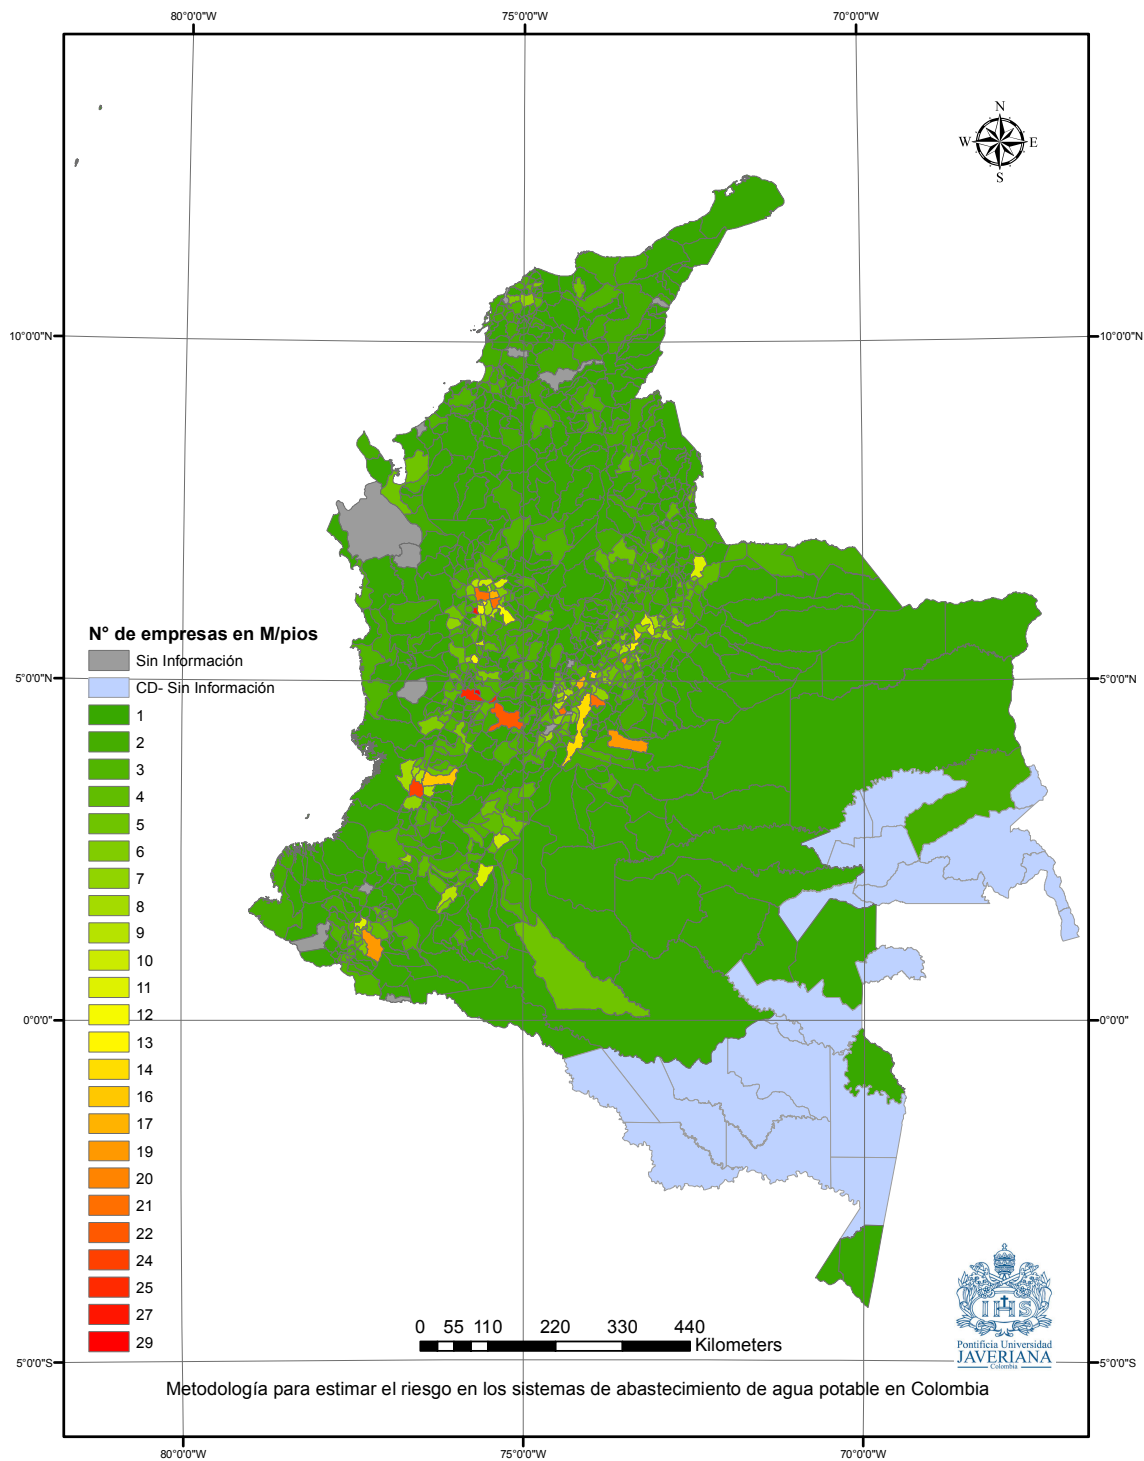 80°0'0"W
75°0'0"W
70°0'0"W
N
W
E
S
10°0'0"N
10°0'0"N
N° de empresas en M/pios
Sin Información
CD- Sin Información
5°0'0"N
5°0'0"N
1
2
3
4
5
6
7
8
9
10
11
12
0°0'0"
0°0'0"
13
14
16
17
19
20
21
22
24
25
27
29
0 55 110 220 330 440
Kilometers
IHS
Pontificia Universidad
JAVERIANA
Colombia
5°0'0"S
5°0'0"S
Metodología para estimar el riesgo en los sistemas de abastecimiento de agua potable en Colombia
80°0'0"W
75°0'0"W
70°0'0"W